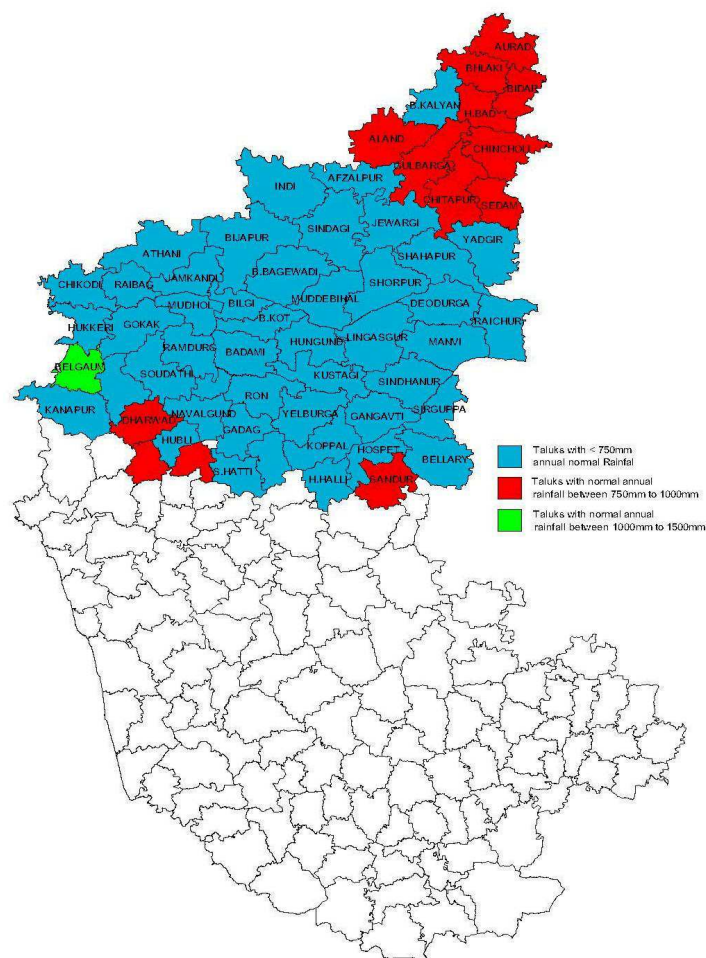 AURAD
BHLAKI
BIDAR
B.KALYAN
H.BAD
ALAND
CHINCHOLI
GULBARGA
AFZALPUR
INDI
CHITAPUR
SEDAM
JEWARGI
SINDAGI
BIJAPUR
YADGIR
ATHANI
SHAHAPUR
B.BAGEWADI
JAMKANDI
CHIKODI
RAIBAG
SHORPUR
MUDDEBIHAL
BILGI
MUDHOL
DEODURGA
B.KOT
RAICHUR
GOKAK
HUKKERI
LINGASGUR
HUNGUND
MANVI
RAMDURG
BADAMI
BELGAUM
SOUDATHI
KUSTAGI
SINDHANUR
RON
SIRGUPPA
KANAPUR
NAVALGUND
YELBURGA
GANGAVTI
DHARWAD
GADAG
HUBLI
KOPPAL
HOSPET
BELLARY
S.HATTI
H.HALLI
SANDUR
Taluks with < 750mm
annual normal Rainfall
Taluks with normal annual
rainfall between 750mm to 1000mm
Taluks with normal annual
rainfall between 1000mm to 1500mm